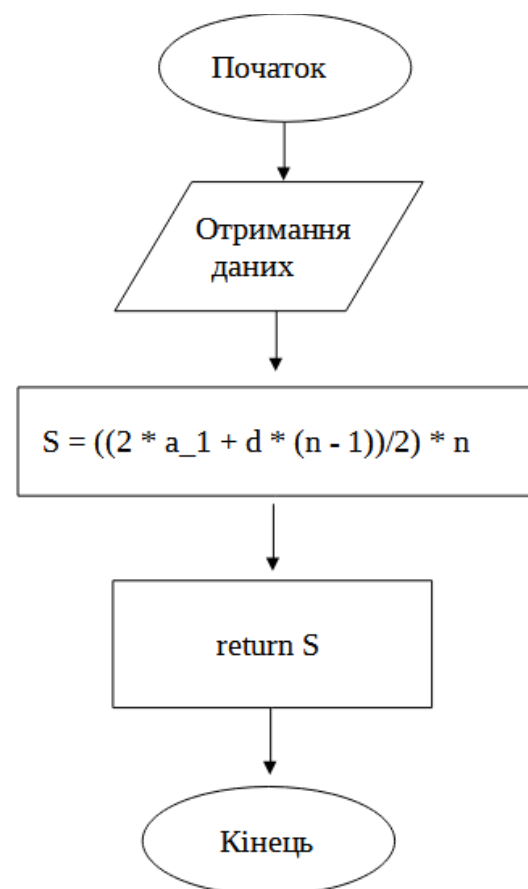 Початок
Отримання
даних
S = ((2 * a_1 + d * (n - 1))/2) * n
return S
Кінець